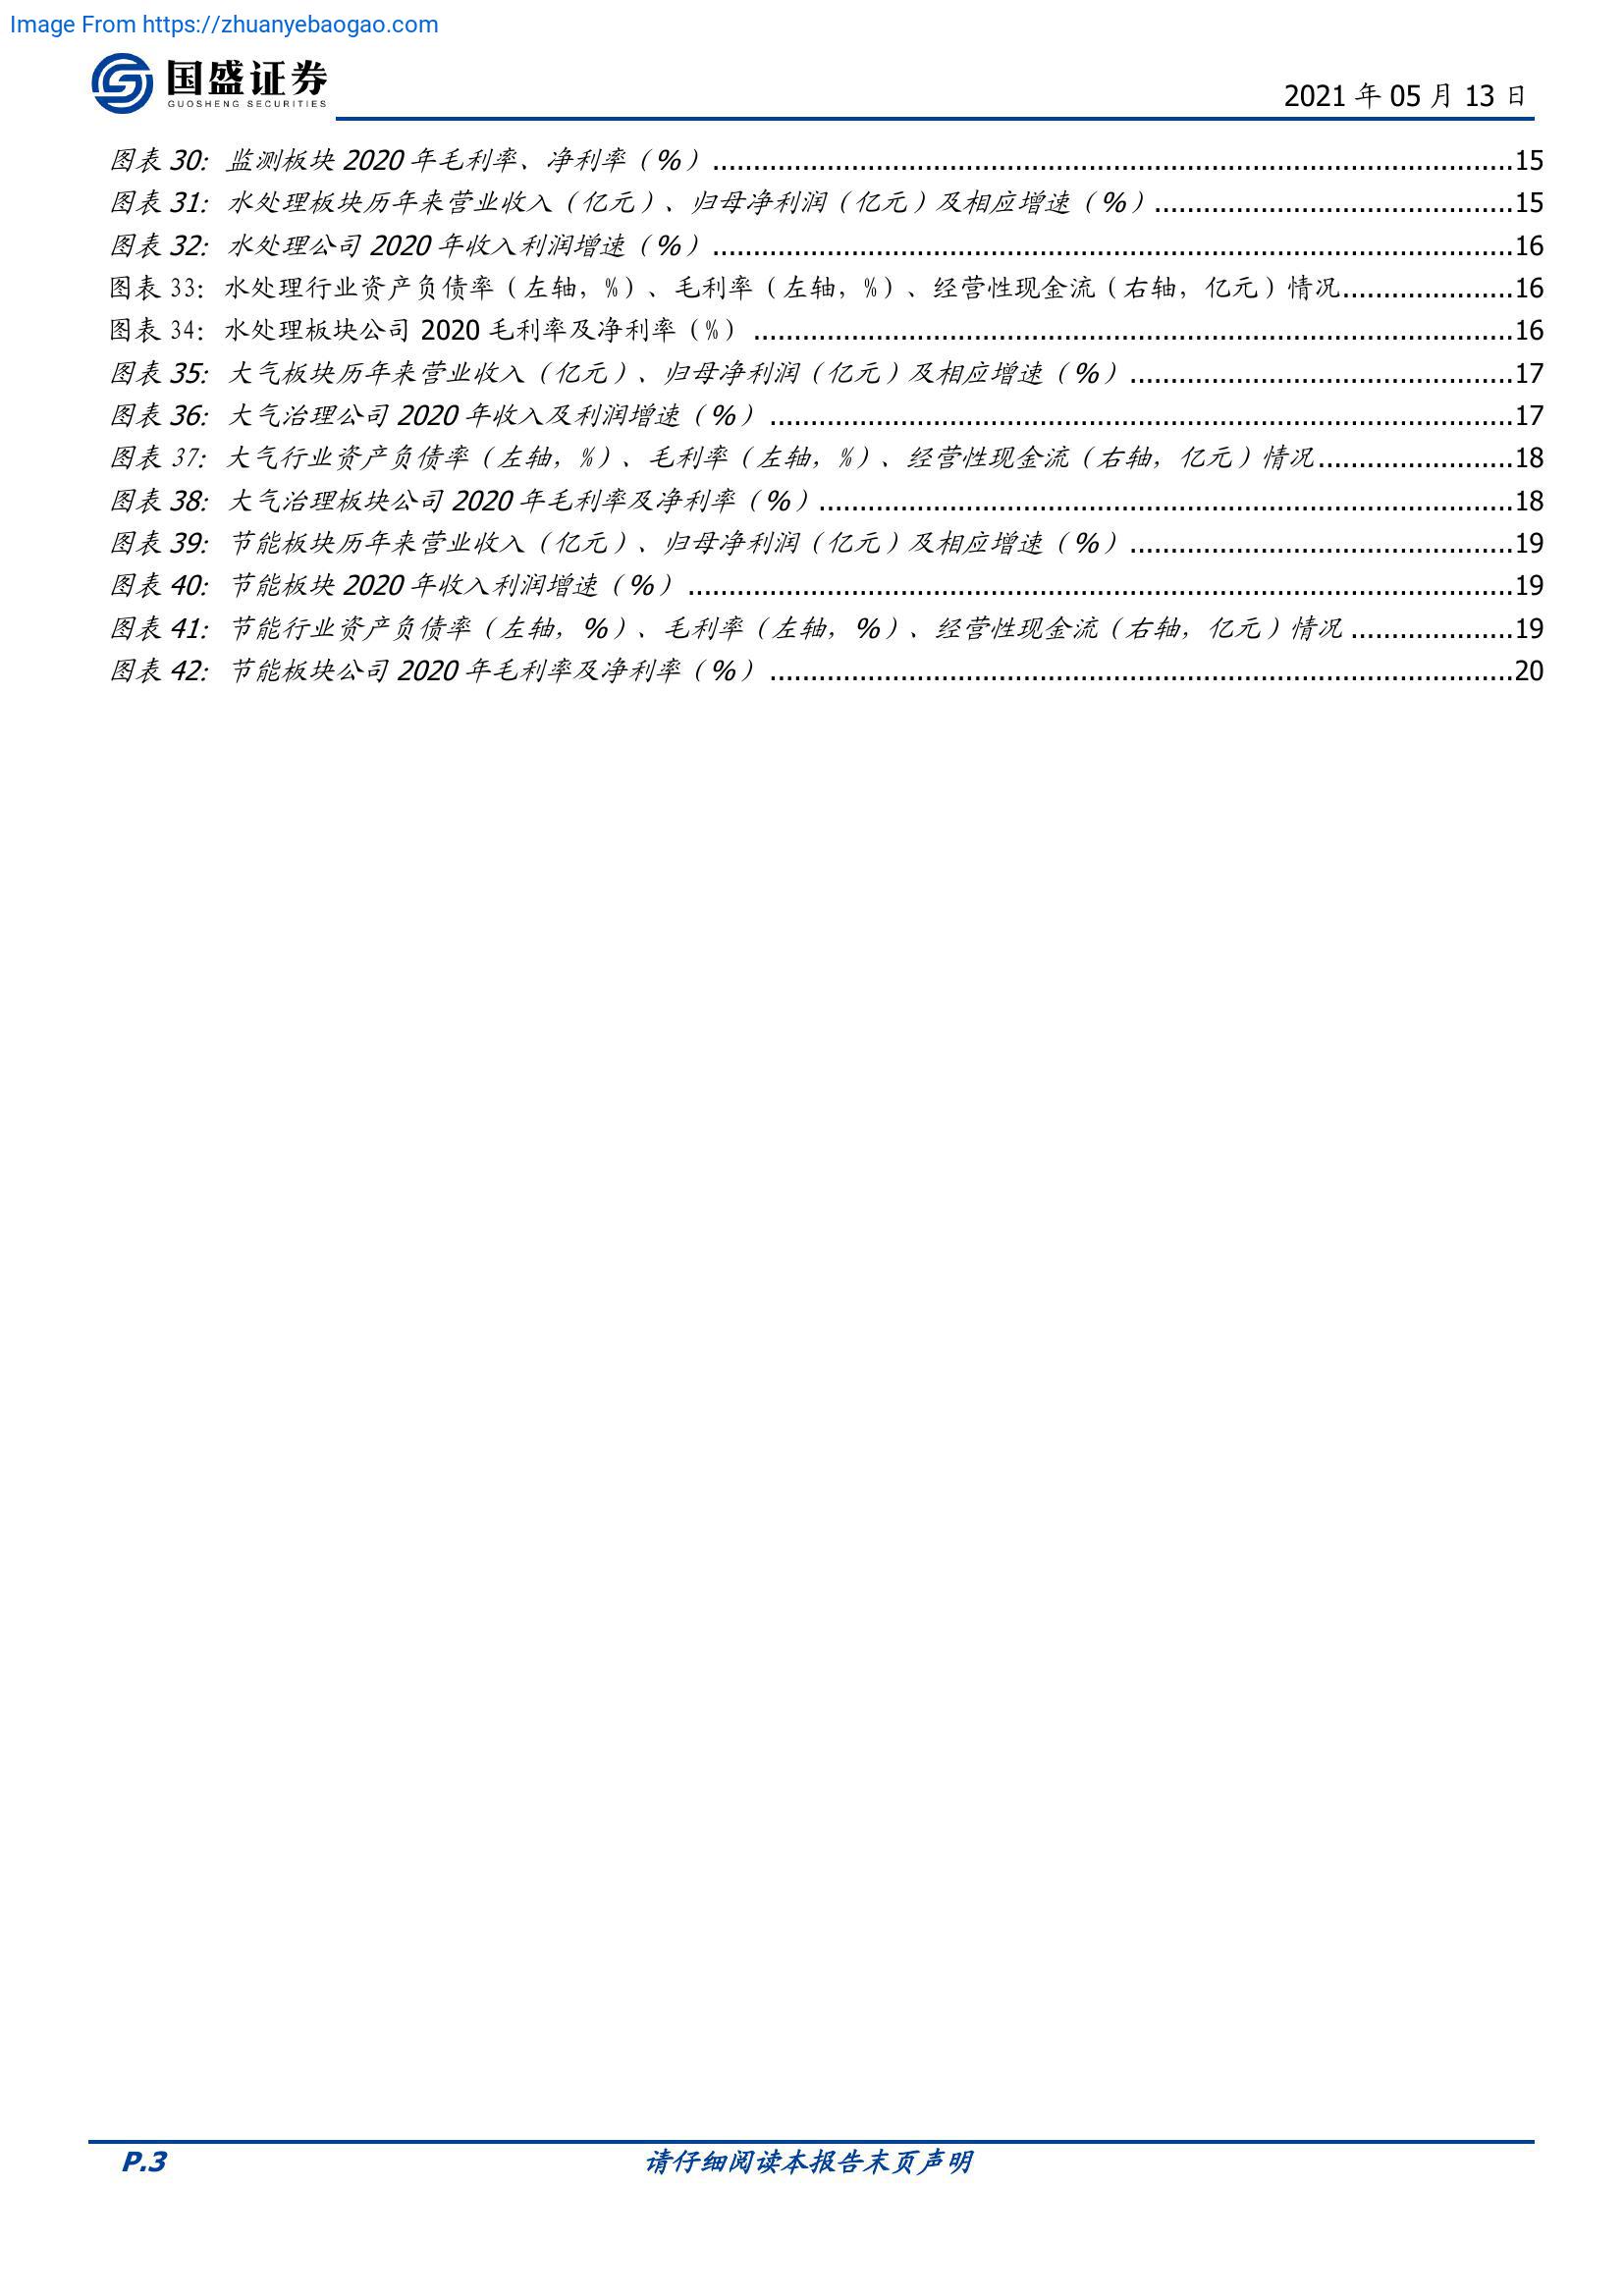 Image From https://zhuanyebaogao.com
国盛证券
GUOSHENG SECURITIES
2021 年 05 月 13 日
图表 30: 监测板块 2020 年毛利率、净利率（%）...15
图表 31: 水处理板块历年来营业收入（亿元）、归母净利润（亿元）及相应增速（%）...15
图表 32: 水处理公司 2020 年收入利润增速（%）...16
图表 33: 水处理行业资产负债率（左轴，%）、毛利率（左轴，%）、经营性现金流（右轴，亿元）情况...16
图表 34: 水处理板块公司 2020 毛利率及净利率（%）...16
图表 35: 大气板块历年来营业收入（亿元）、归母净利润（亿元）及相应增速（%）...17
图表 36: 大气治理公司 2020 年收入及利润增速（%）...17
图表 37: 大气行业资产负债率（左轴，%）、毛利率（左轴，%）、经营性现金流（右轴，亿元）情况...18
图表 38: 大气治理板块公司 2020 年毛利率及净利率（%）...18
图表 39: 节能板块历年来营业收入（亿元）、归母净利润（亿元）及相应增速（%）...19
图表 40: 节能板块 2020 年收入利润增速（%）...19
图表 41: 节能行业资产负债率（左轴，%）、毛利率（左轴，%）、经营性现金流（右轴，亿元）情况...19
图表 42: 节能板块公司 2020 年毛利率及净利率（%）...20
P.3
请仔细阅读本报告末页声明